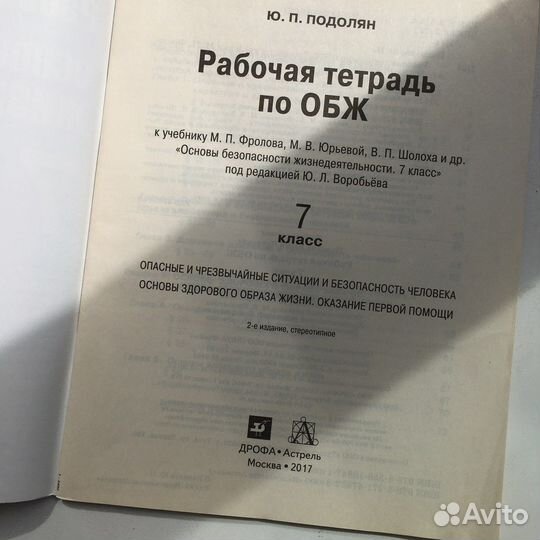 Ю. П. ПОДОЛЯН
Рабочая тетрадь
по ОБЖ
к учебнику М. П. Фролова, М. В. Юрьевой, В. П. Шолоха и др.
«Основы безопасности жизнедеятельности. 7 класс»
под редакцией Ю. Л. Воробьёва
7
класс
ОПАСНЫЕ И ЧРЕЗВЫЧАЙНЫЕ СИТУАЦИИ И БЕЗОПАСНОСТЬ ЧЕЛОВЕКА
ОСНОВЫ ЗДОРОВОГО ОБРАЗА ЖИЗНИ. ОКАЗАНИЕ ПЕРВОЙ ПОМОЩИ
2-е издание, стереотипное
ДРОФА • Астрель
Москва • 2017
Avito